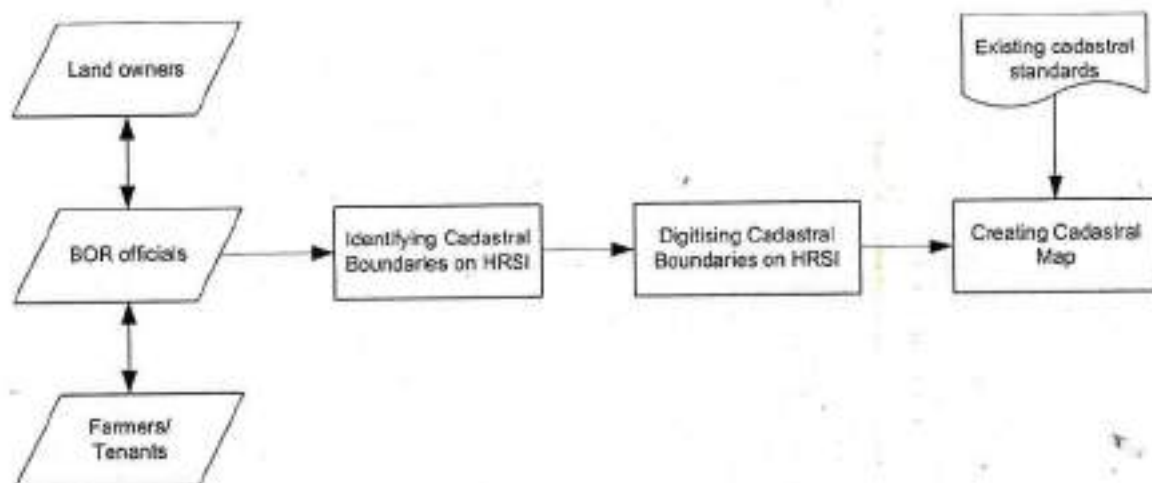 Land owners
Existing cadastral
standards
BOR officials
Identifying Cadastral
Boundaries on HRSI
Digitising Cadastral
Boundaries on HRSI
Creating Cadastral
Map
Farmers/
Tenants